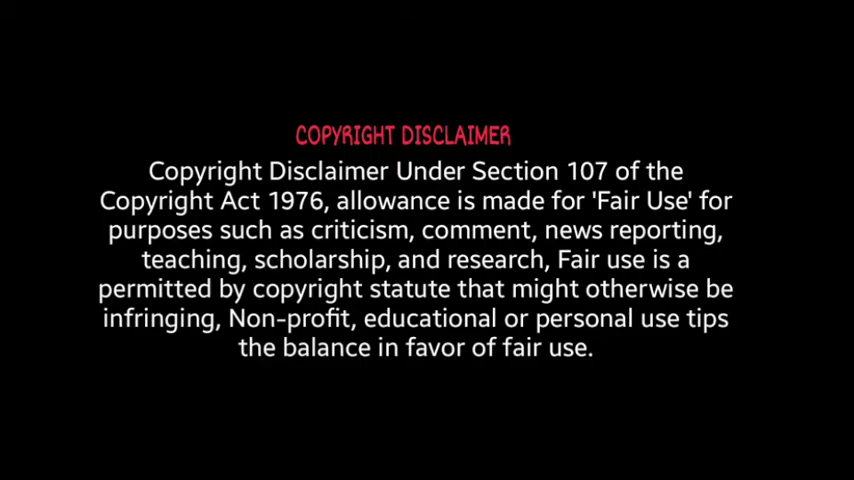 COPYRIGHT DISCLAIMER
Copyright Disclaimer Under Section 107 of the
Copyright Act 1976, allowance is made for 'Fair Use' for
purposes such as criticism, comment, news reporting,
teaching, scholarship, and research, Fair use is a
permitted by copyright statute that might otherwise be
infringing, Non-profit, educational or personal use tips
the balance in favor of fair use.